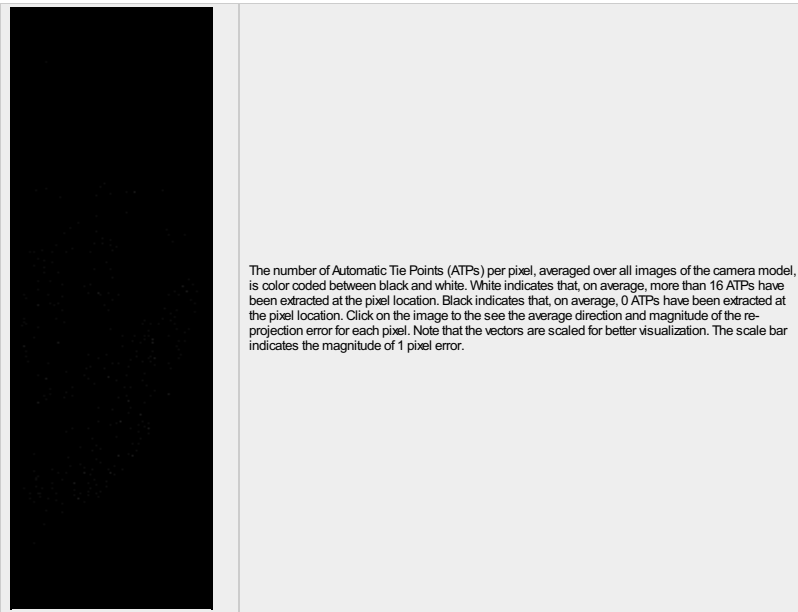 The number of Automatic Tie Points (ATPs) per pixel, averaged over all images of the camera model,
is color coded between black and white. White indicates that, on average, more than 16 ATPs have
been extracted at the pixel location. Black indicates that, on average, 0 ATPs have been extracted at
the pixel location. Click on the image to the see the average direction and magnitude of the re-
projection error for each pixel. Note that the vectors are scaled for better visualization. The scale bar
indicates the magnitude of 1 pixel error.